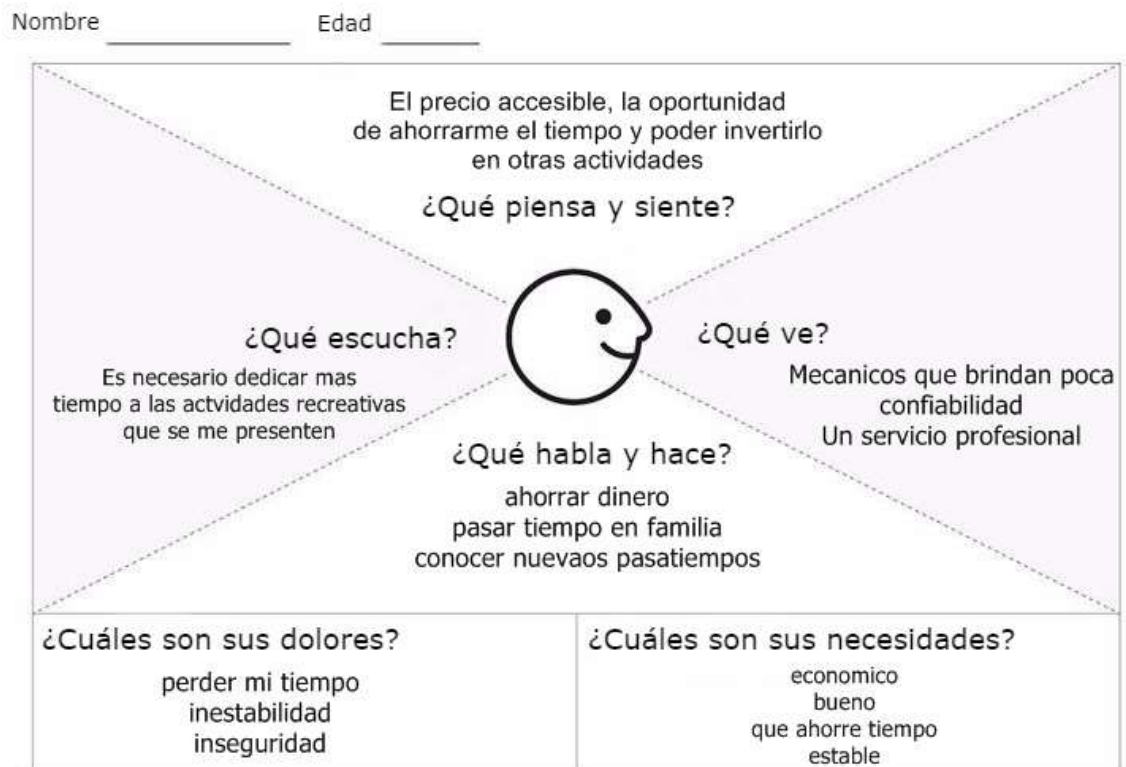 Nombre
Edad
El precio accesible, la oportunidad
de ahorrarme el tiempo y poder invertirlo
en otras actividades
¿Qué piensa y siente?
¿Qué escucha?
Es necesario dedicar mas
tiempo a las actvidades recreativas
que se me presenten
¿Qué ve?
Mecanicos que brindan poca
confiabilidad
Un servicio profesional
¿Qué habla y hace?
ahorrar dinero
pasar tiempo en familia
conocer nuevaos pasatiempos
¿Cuáles son sus dolores?
perder mi tiempo
inestabilidad
inseguridad
¿Cuáles son sus necesidades?
economico
bueno
que ahorre tiempo
estable